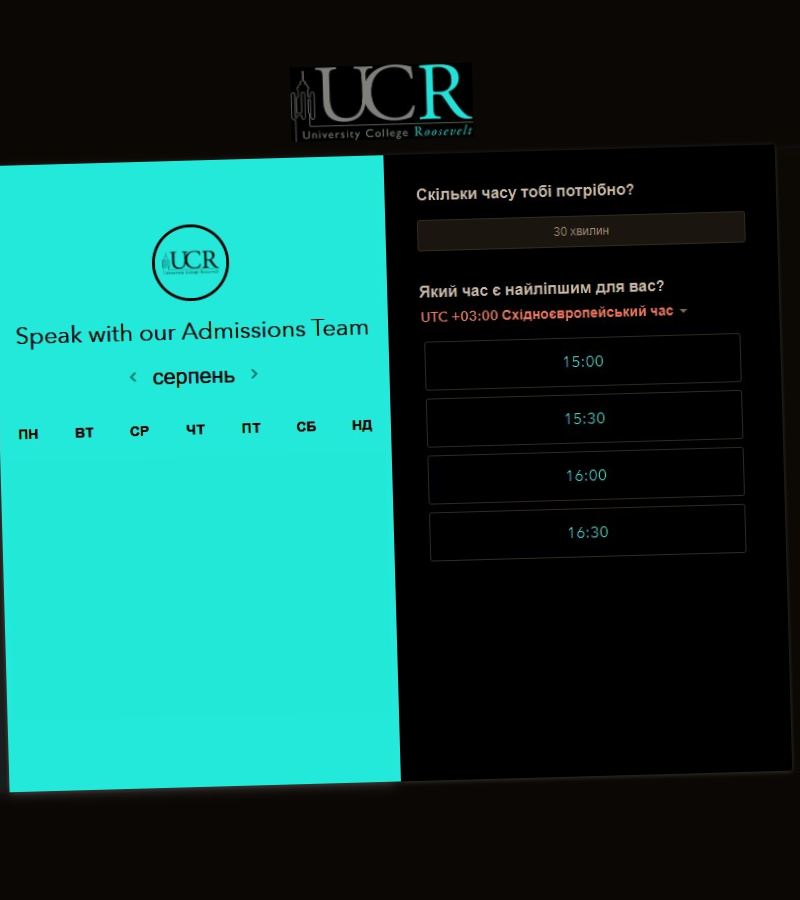 UCR
University College Roosevelt
UCR
Speak with our Admissions Team
серпень
ПН ВТ СР ЧТ ПТ СБ НД
Скільки часу тобі потрібно?
30 хвилин
Який час є найліпшим для вас?
UTC +03:00 Східноєвропейський час
15:00
15:30
16:00
16:30